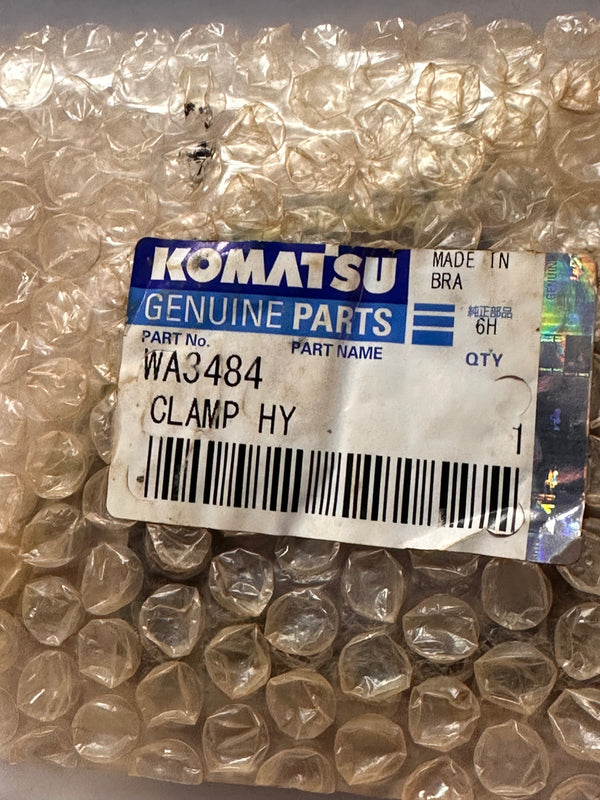 KOMATSU
GENUINE PARTS
MADE IN
BRA
純正部品
6H
PART No.
PART NAME
QTY
WA3484
CLAMP HY
1